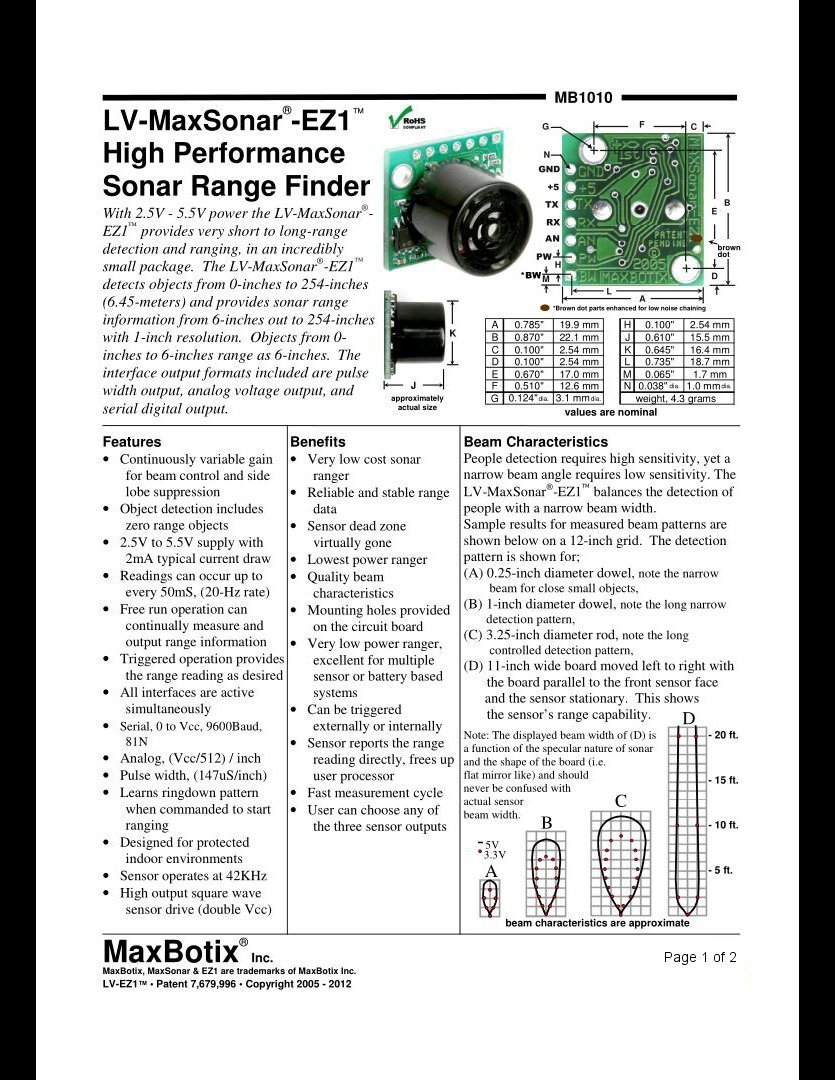 MB1010
LV-MaxSonar®-EZ1™
High Performance
Sonar Range Finder
With 2.5V - 5.5V power the LV-MaxSonar®-
EZ1™ provides very short to long-range
detection and ranging, in an incredibly
small package. The LV-MaxSonar®-EZ1™
detects objects from 0-inches to 254-inches
(6.45-meters) and provides sonar range
information from 6-inches out to 254-inches
with 1-inch resolution. Objects from 0-
inches to 6-inches range as 6-inches. The
interface output formats included are pulse
width output, analog voltage output, and
serial digital output.
RoHS
COMPLIANT
K
J
approximately
actual size
G
F
C
N
GND
+5
TX
RX
AN
PW
H
*BW
M
L
A
B
E
D
brown
dot
GND
+5
TX
RX
AN
PW
BW
MAXBOTIX
©2005
PATENT
PENDING
MAXSonar EZ
*Brown dot parts enhanced for low noise chaining
A 0.785" 19.9 mm H 0.100" 2.54 mm
B 0.870" 22.1 mm J 0.610" 15.5 mm
C 0.100" 2.54 mm K 0.645" 16.4 mm
D 0.100" 2.54 mm L 0.735" 18.7 mm
E 0.670" 17.0 mm M 0.065" 1.7 mm
F 0.510" 12.6 mm N 0.038" dia. 1.0 mm dia.
G 0.124" dia. 3.1 mm dia. weight, 4.3 grams
values are nominal
Features
• Continuously variable gain
for beam control and side
lobe suppression
• Object detection includes
zero range objects
• 2.5V to 5.5V supply with
2mA typical current draw
• Readings can occur up to
every 50mS, (20-Hz rate)
• Free run operation can
continually measure and
output range information
• Triggered operation provides
the range reading as desired
• All interfaces are active
simultaneously
• Serial, 0 to Vcc, 9600Baud,
81N
• Analog, (Vcc/512) / inch
• Pulse width, (147uS/inch)
• Learns ringdown pattern
when commanded to start
ranging
• Designed for protected
indoor environments
• Sensor operates at 42KHz
• High output square wave
sensor drive (double Vcc)
Benefits
• Very low cost sonar
ranger
• Reliable and stable range
data
• Sensor dead zone
virtually gone
• Lowest power ranger
• Quality beam
characteristics
• Mounting holes provided
on the circuit board
• Very low power ranger,
excellent for multiple
sensor or battery based
systems
• Can be triggered
externally or internally
• Sensor reports the range
reading directly, frees up
user processor
• Fast measurement cycle
• User can choose any of
the three sensor outputs
Beam Characteristics
People detection requires high sensitivity, yet a
narrow beam angle requires low sensitivity. The
LV-MaxSonar®-EZ1™ balances the detection of
people with a narrow beam width.
Sample results for measured beam patterns are
shown below on a 12-inch grid. The detection
pattern is shown for;
(A) 0.25-inch diameter dowel, note the narrow
beam for close small objects,
(B) 1-inch diameter dowel, note the long narrow
detection pattern,
(C) 3.25-inch diameter rod, note the long
controlled detection pattern,
(D) 11-inch wide board moved left to right with
the board parallel to the front sensor face
and the sensor stationary. This shows
the sensor's range capability.
Note: The displayed beam width of (D) is
a function of the specular nature of sonar
and the shape of the board (i.e.
flat mirror like) and should
never be confused with
actual sensor
beam width.
5V
3.3V
A
B
C
D
20 ft.
15 ft.
10 ft.
5 ft.
beam characteristics are approximate
MaxBotix® Inc.
MaxBotix, MaxSonar & EZ1 are trademarks of MaxBotix Inc.
LV-EZ1™ • Patent 7,679,996 • Copyright 2005 - 2012
Page 1 of 2